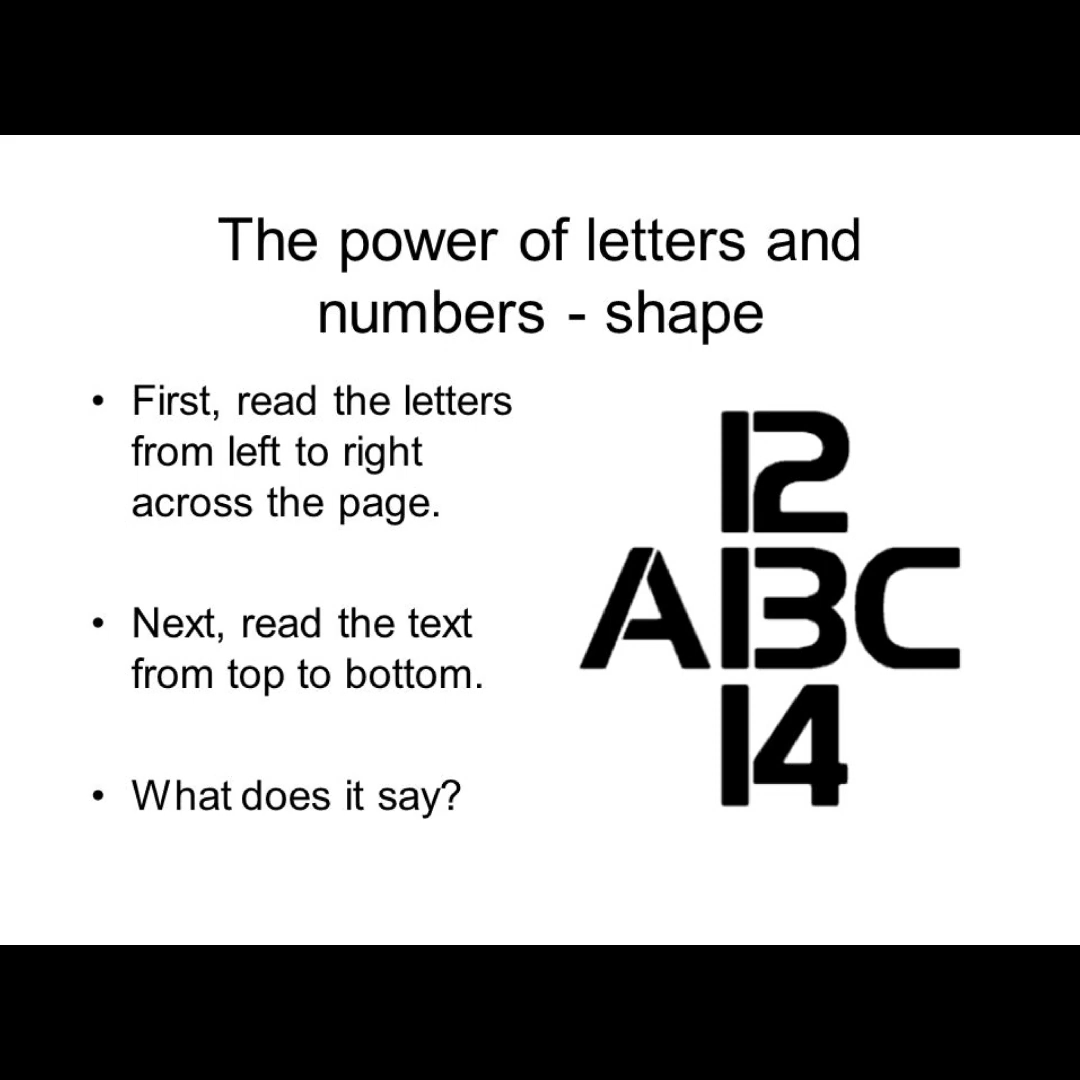 The power of letters and
numbers - shape
• First, read the letters
from left to right
across the page.
• Next, read the text
from top to bottom.
• What does it say?
12
ABC
14